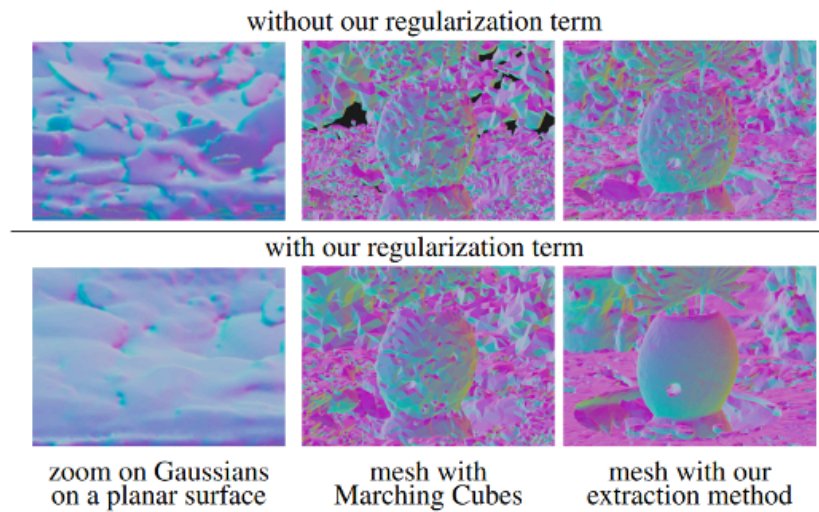 without our regularization term
with our regularization term
zoom on Gaussians
on a planar surface
mesh with
Marching Cubes
mesh with our
extraction method